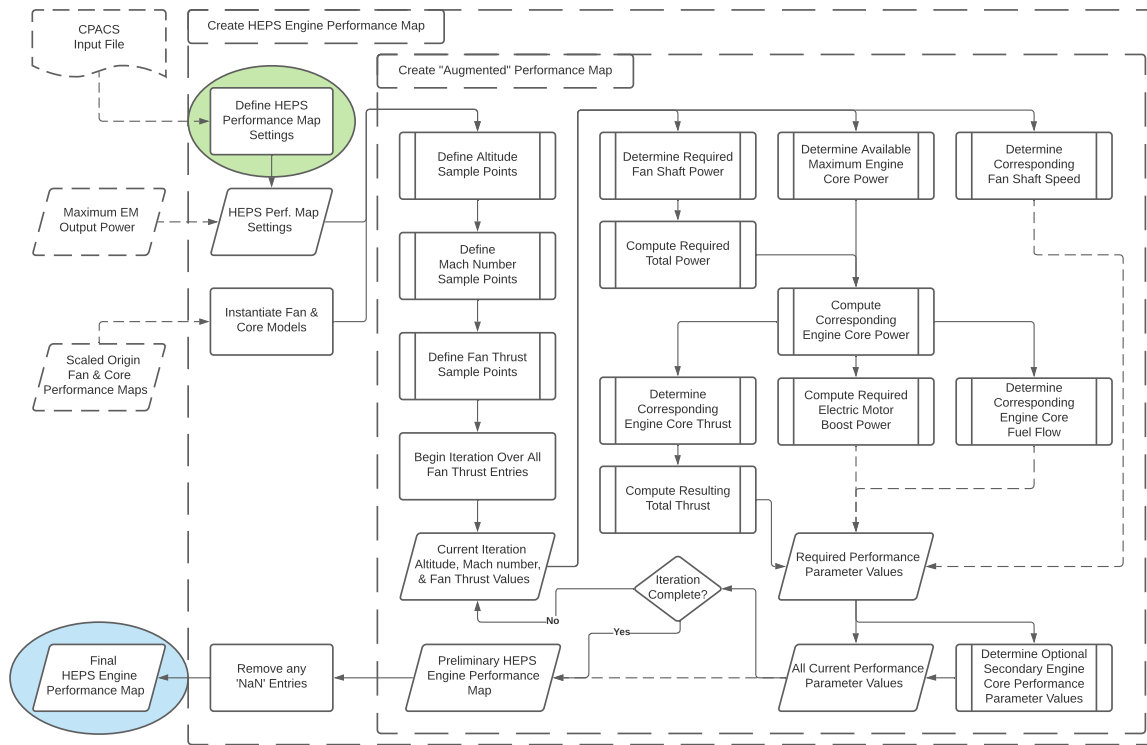 CPACS
Input File
Create HEPS Engine Performance Map
Create "Augmented" Performance Map
Define HEPS
Performance Map
Settings
Maximum EM
Output Power
HEPS Perf. Map
Settings
Instantiate Fan &
Core Models
Scaled Origin
Fan & Core
Performance Maps
Define Altitude
Sample Points
Define
Mach Number
Sample Points
Define Fan Thrust
Sample Points
Begin Iteration Over All
Fan Thrust Entries
Current Iteration
Altitude, Mach number,
& Fan Thrust Values
Determine Required
Fan Shaft Power
Determine Available
Maximum Engine
Core Power
Determine
Corresponding
Fan Shaft Speed
Compute Required
Total Power
Compute
Corresponding
Engine Core Power
Determine
Corresponding
Engine Core Thrust
Compute Required
Electric Motor
Boost Power
Determine
Corresponding
Engine Core
Fuel Flow
Compute Resulting
Total Thrust
Required Performance
Parameter Values
Iteration
Complete?
No
Yes
Determine Optional
Secondary Engine
Core Performance
Parameter Values
All Current Performance
Parameter Values
Preliminary HEPS
Engine Performance
Map
Remove any
'NaN' Entries
Final
HEPS Engine
Performance Map